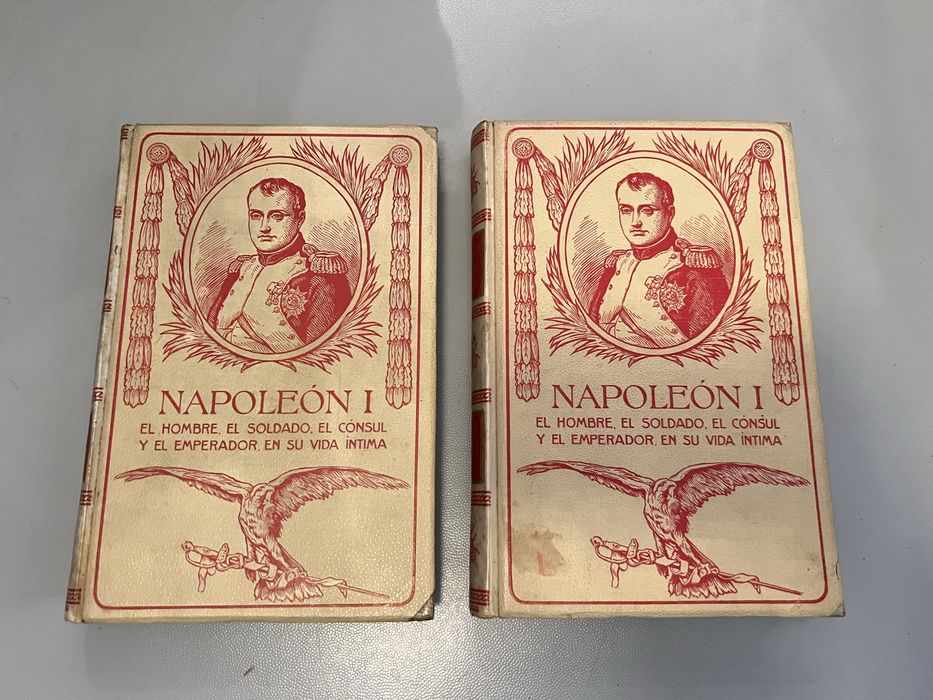 NAPOLEÓN I
EL HOMBRE, EL SOLDADO, EL CÓNSUL
Y EL EMPERADOR, EN SU VIDA ÍNTIMA
NAPOLEÓN I
EL HOMBRE, EL SOLDADO, EL CÓNSUL
Y EL EMPERADOR, EN SU VIDA ÍNTIMA